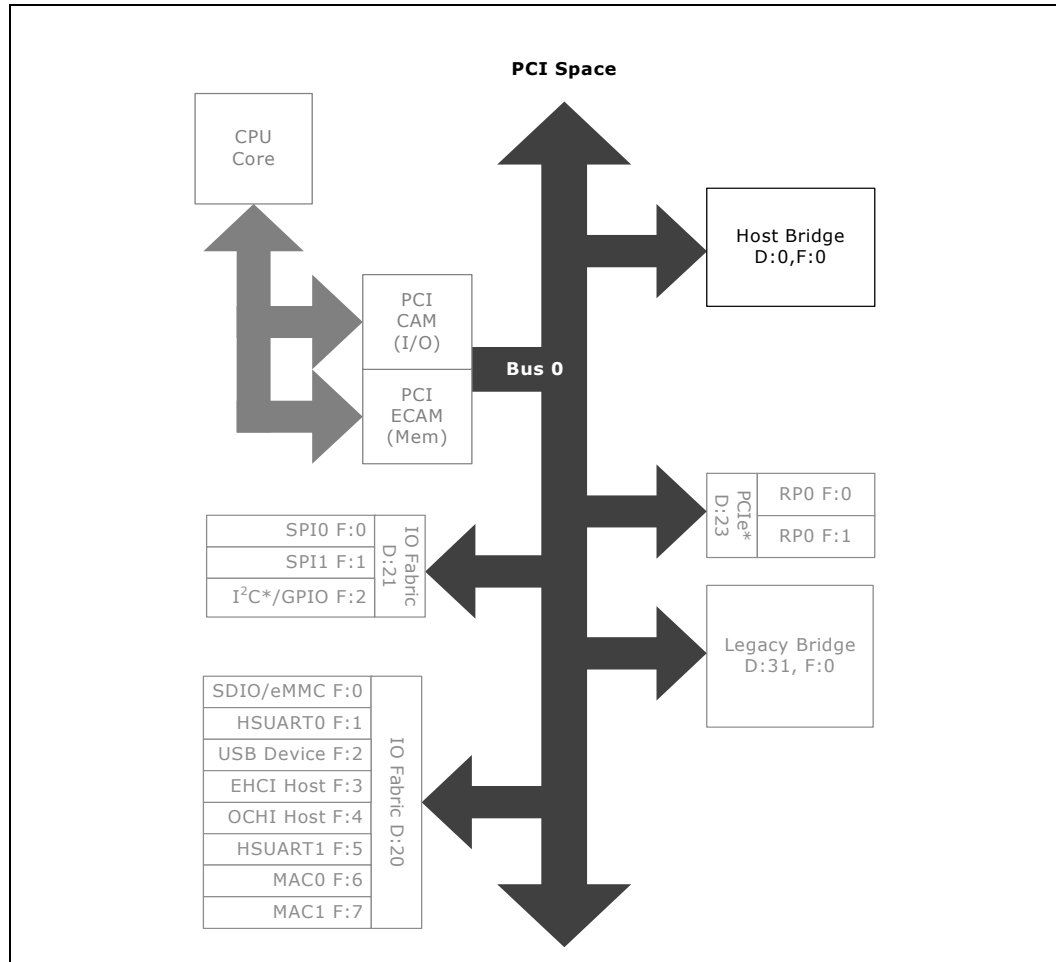 PCI Space
CPU
Core
Host Bridge
D:0,F:0
PCI
CAM
(I/O)
Bus 0
PCI
ECAM
(Mem)
PCIe*
D:23
RP0 F:0
RP0 F:1
SPI0 F:0
SPI1 F:1
I²C*/GPIO F:2
IO Fabric
D:21
Legacy Bridge
D:31, F:0
SDIO/eMMC F:0
HSUART0 F:1
USB Device F:2
EHCI Host F:3
OCHI Host F:4
HSUART1 F:5
MAC0 F:6
MAC1 F:7
IO Fabric D:20